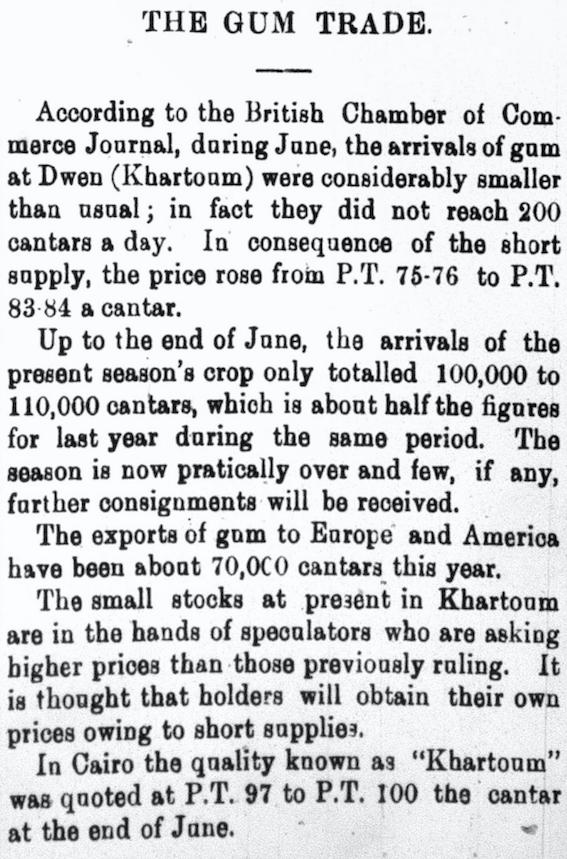 THE GUM TRADE.
According to the British Chamber of Com-
merce Journal, during June, the arrivals of gum
at Dwen (Khartoum) were considerably smaller
than usual; in fact they did not reach 200
cantars a day. In consequence of the short
supply, the price rose from P.T. 75-76 to P.T.
83-84 a cantar.
Up to the end of June, the arrivals of the
present season's crop only totalled 100,000 to
110,000 cantars, which is about half the figures
for last year during the same period. The
season is now pratically over and few, if any,
further consignments will be received.
The exports of gum to Europe and America
have been about 70,000 cantars this year.
The small stocks at present in Khartoum
are in the hands of speculators who are asking
higher prices than those previously ruling. It
is thought that holders will obtain their own
prices owing to short supplies.
In Cairo the quality known as "Khartoum"
was quoted at P.T. 97 to P.T. 100 the cantar
at the end of June.